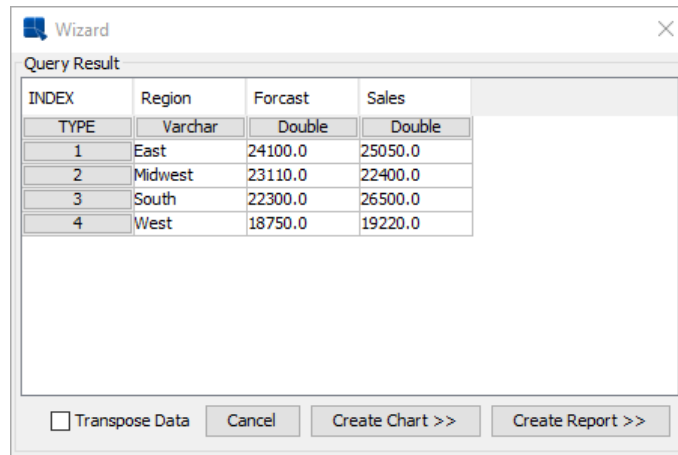 Wizard
Query Result
INDEX Region Forcast Sales
TYPE Varchar Double Double
1 East 24100.0 25050.0
2 Midwest 23110.0 22400.0
3 South 22300.0 26500.0
4 West 18750.0 19220.0
Transpose Data Cancel Create Chart >> Create Report >>